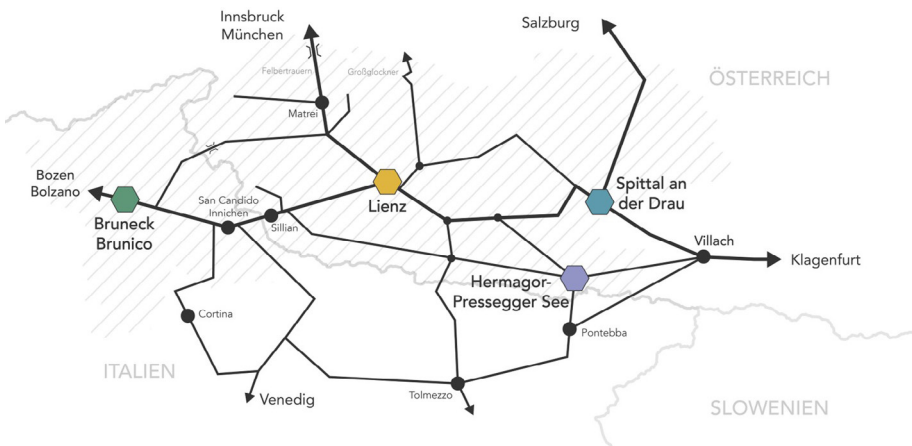 Innsbruck
München
Salzburg
Felbertrauern
Großglockner
ÖSTERREICH
Matrei
Bozen
Bolzano
San Candido
Innichen
Lienz
Spittal an
der Drau
Bruneck
Brunico
Sillian
Villach
Klagenfurt
Hermagor-
Pressegger See
Cortina
Pontebba
ITALIEN
Venedig
Tolmezzo
SLOWENIEN